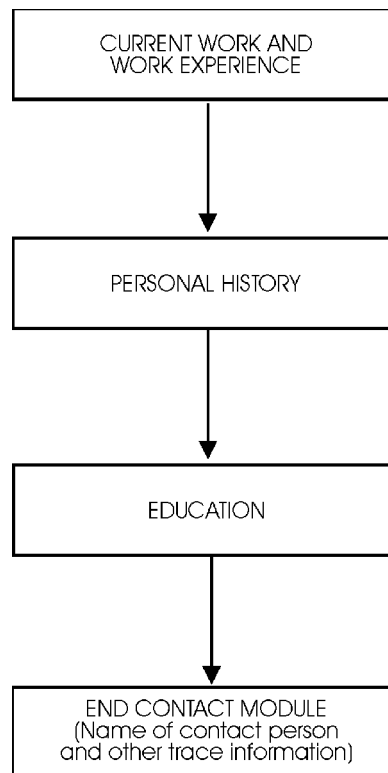 CURRENT WORK AND
WORK EXPERIENCE
PERSONAL HISTORY
EDUCATION
END CONTACT MODULE
(Name of contact person
and other trace information)